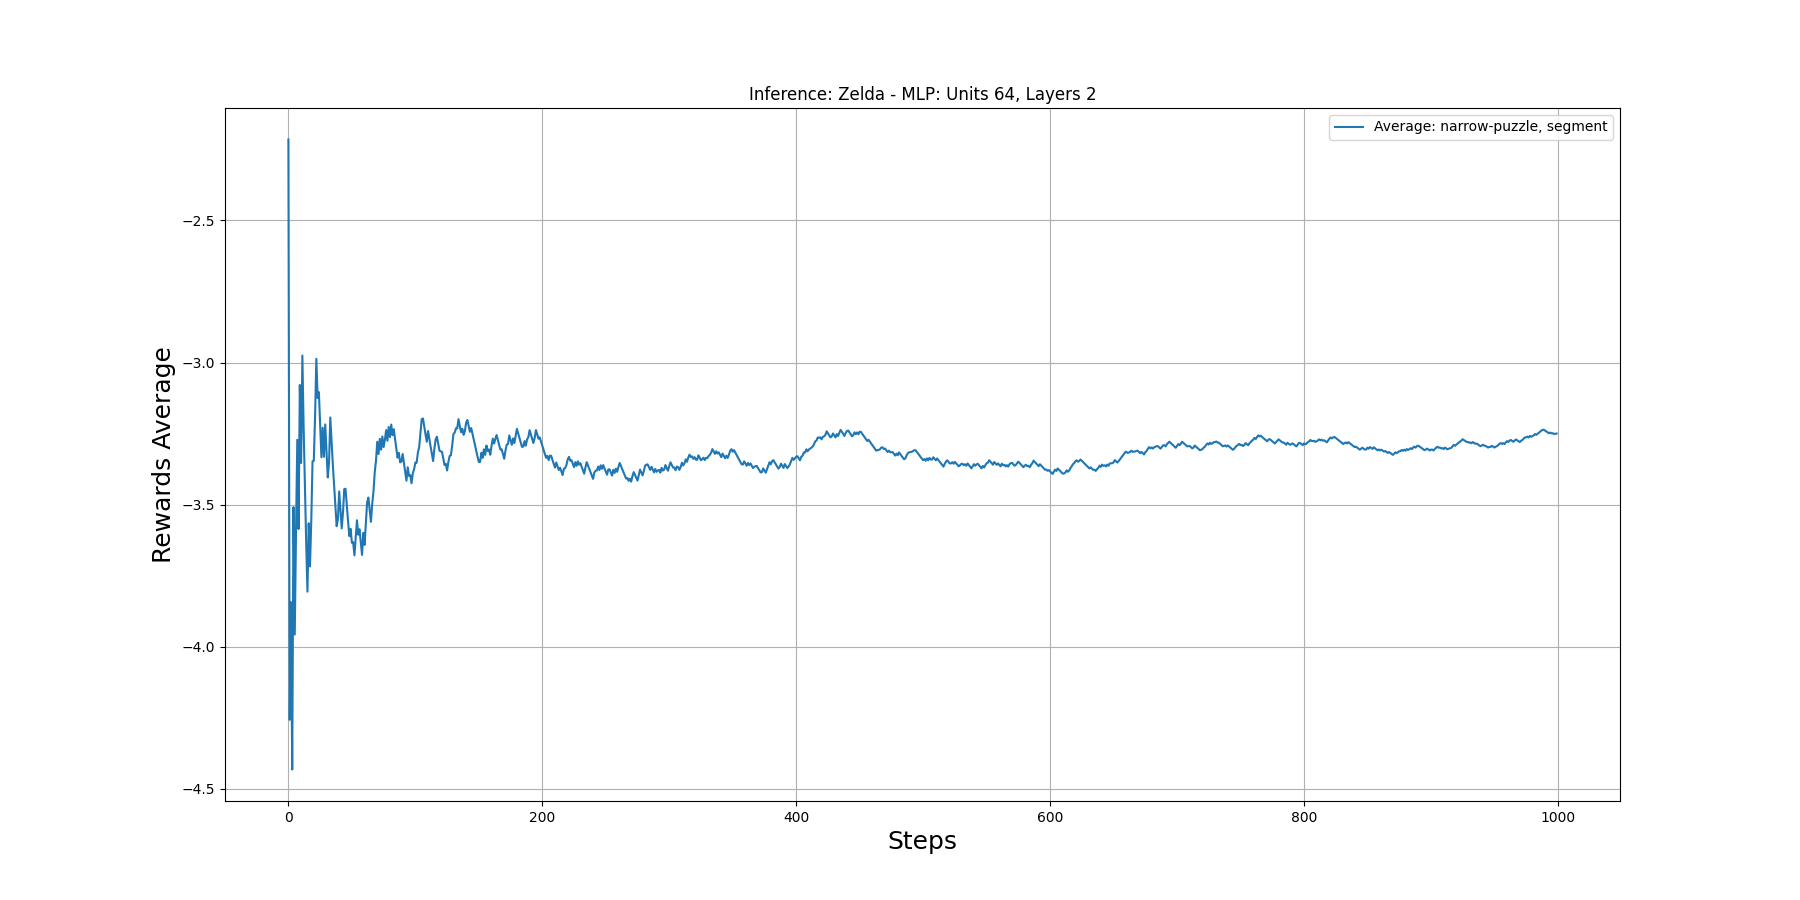 Inference: Zelda - MLP: Units 64, Layers 2
Average: narrow-puzzle, segment
Rewards Average
−2.5
−3.0
−3.5
−4.0
−4.5
0 200 400 600 800 1000
Steps